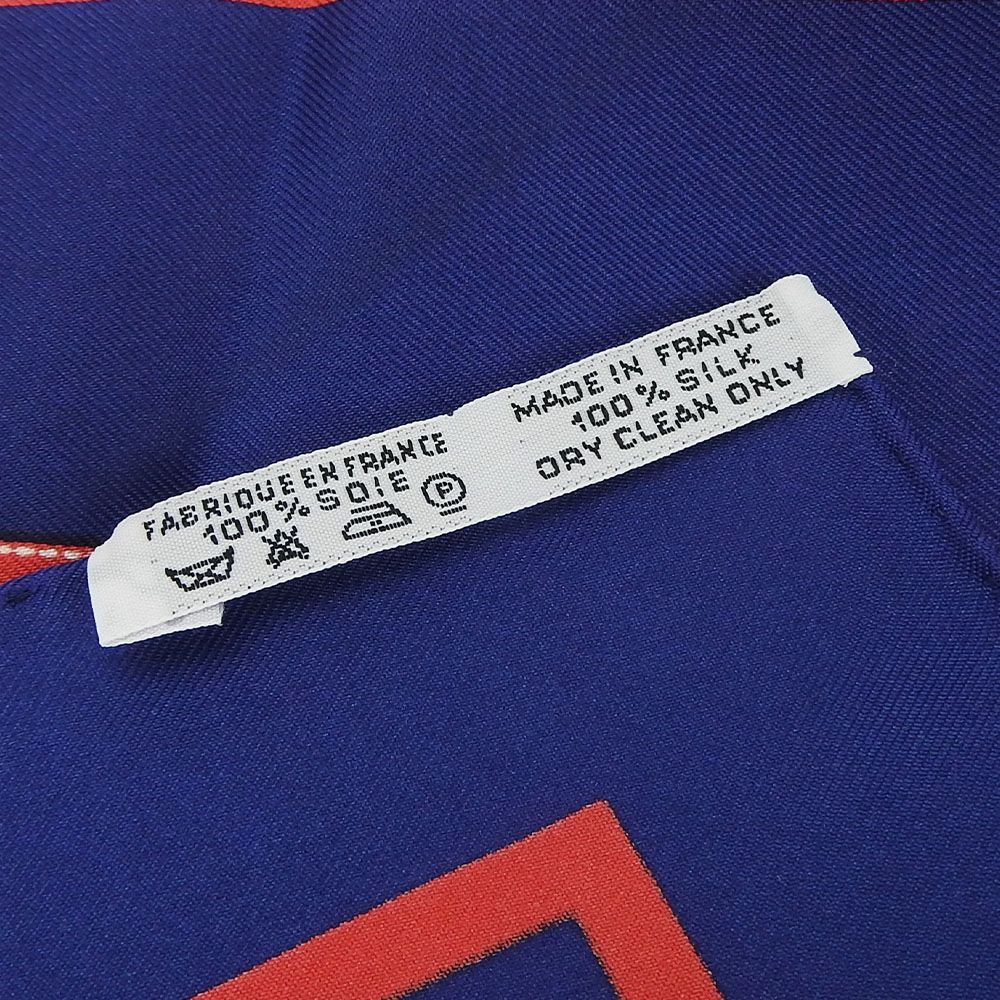 FABRIQUE EN FRANCE
100% SOIE
P
MADE IN FRANCE
100% SILK
DRY CLEAN ONLY